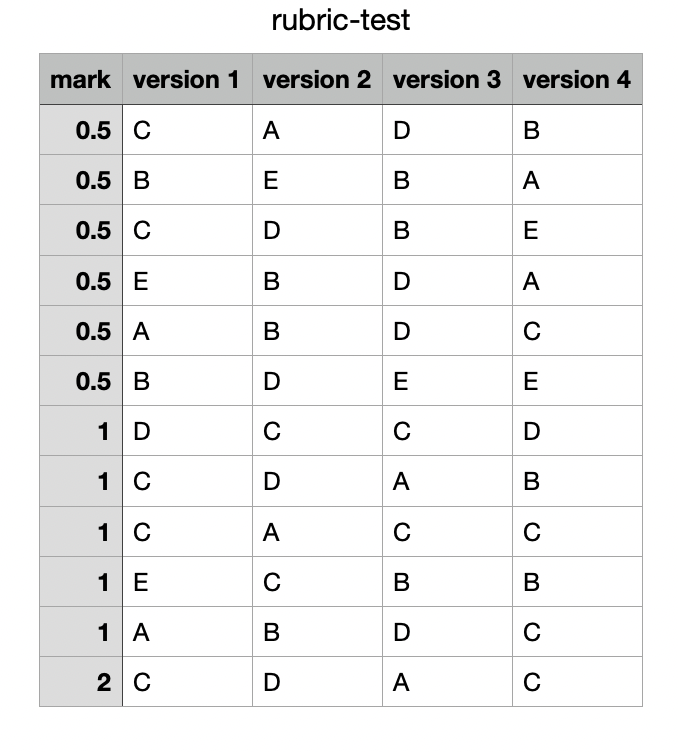 rubric-test
mark version 1 version 2 version 3 version 4
0.5 C A D B
0.5 B E B A
0.5 C D B E
0.5 E B D A
0.5 A B D C
0.5 B D E E
1 D C C D
1 C D A B
1 C A C C
1 E C B B
1 A B D C
2 C D A C